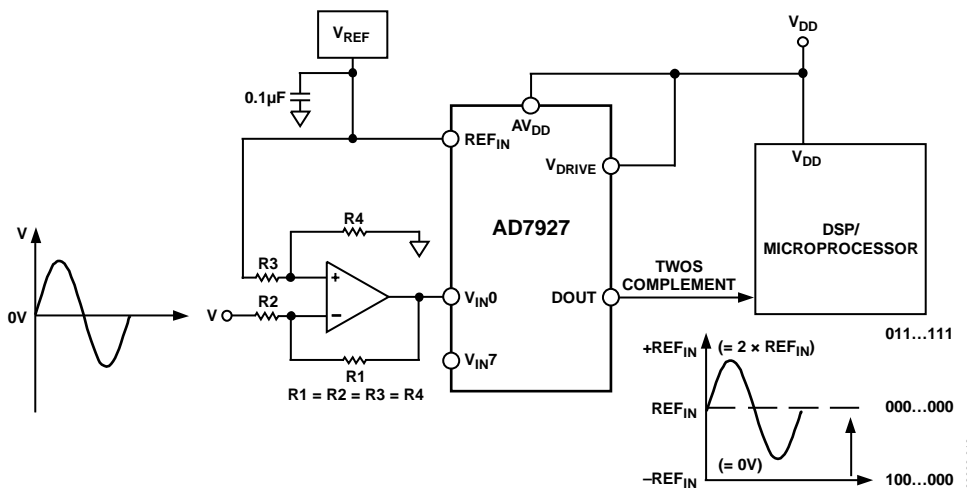 V_REF
0.1µF
V_DD
AV_DD
REF_IN
V_DRIVE
V_DD
AD7927
DSP/
MICROPROCESSOR
V
0V
R4
R3
R2
V
+
−
R1
R1 = R2 = R3 = R4
V_IN0
V_IN7
DOUT
TWOS
COMPLEMENT
+REF_IN (= 2 × REF_IN) 011...111
REF_IN 000...000
(= 0V)
−REF_IN 100...000